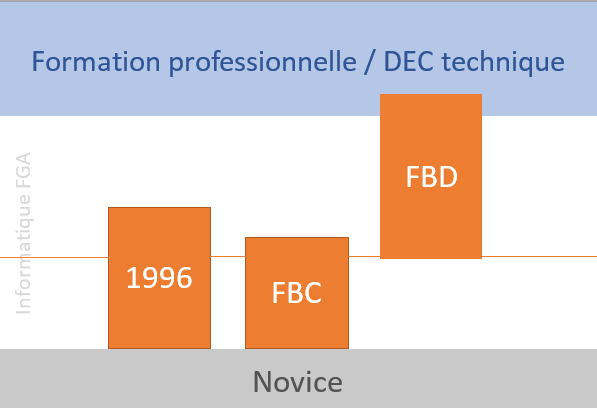 Formation professionnelle / DEC technique
FBD
Informatique FGA
1996
FBC
Novice